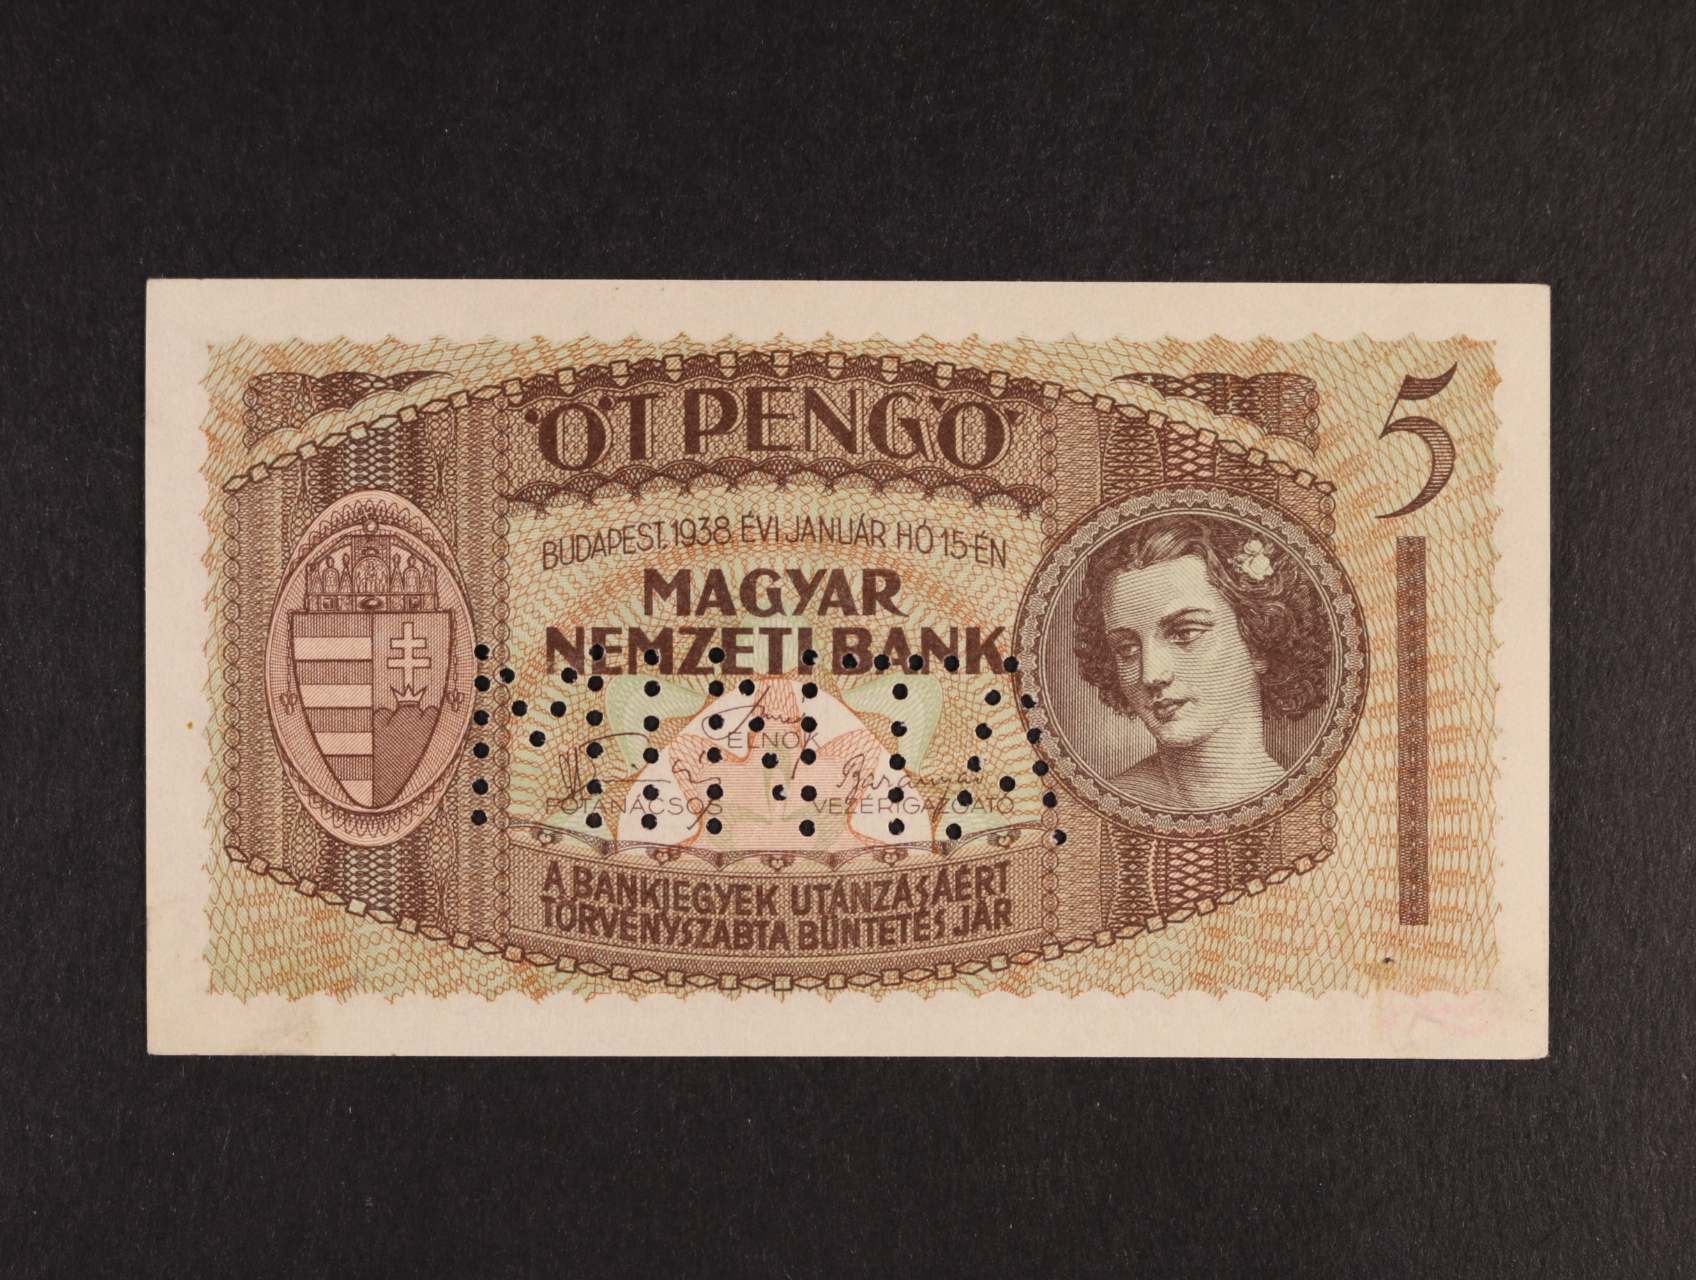 ÖT PENGŐ
5
BUDAPEST, 1938 ÉVI JANUÁR HÓ 15-ÉN
MAGYAR
NEMZETI BANK
MINTA
ELNÖK
FŐTANÁCSOS VEZÉRIGAZGATÓ
A BANKJEGYEK UTÁNZÁSÁÉRT
TÖRVÉNYSZABTA BÜNTETÉS JÁR